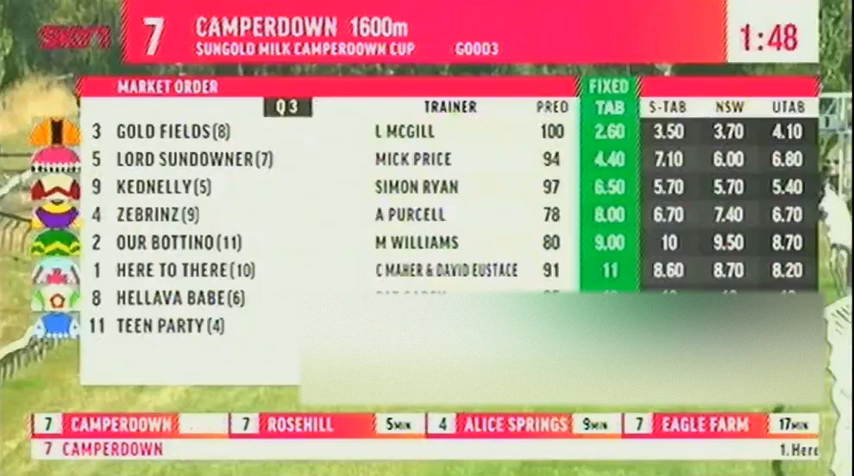 SKY1 7 CAMPERDOWN 1600m 1:48
SUNGOLD MILK CAMPERDOWN CUP GOOD3
MARKET ORDER FIXED
Q3 TRAINER PRED TAB S-TAB NSW UTAB
3 GOLD FIELDS(8) L MCGILL 100 2.60 3.50 3.70 4.10
5 LORD SUNDOWNER(7) MICK PRICE 94 4.40 7.10 6.00 6.80
9 KEDNELLY(5) SIMON RYAN 97 6.50 5.70 5.70 5.40
4 ZEBRINZ(9) A PURCELL 78 8.00 6.70 7.40 6.70
2 OUR BOTTINO(11) M WILLIAMS 80 9.00 10 9.50 8.70
1 HERE TO THERE(10) C MAHER & DAVID EUSTACE 91 11 8.60 8.70 8.20
8 HELLAVA BABE(6)
11 TEEN PARTY(4)
7 CAMPERDOWN 7 ROSEHILL 5MIN 4 ALICE SPRINGS 9MIN 7 EAGLE FARM 17MIN
7 CAMPERDOWN 1.Here